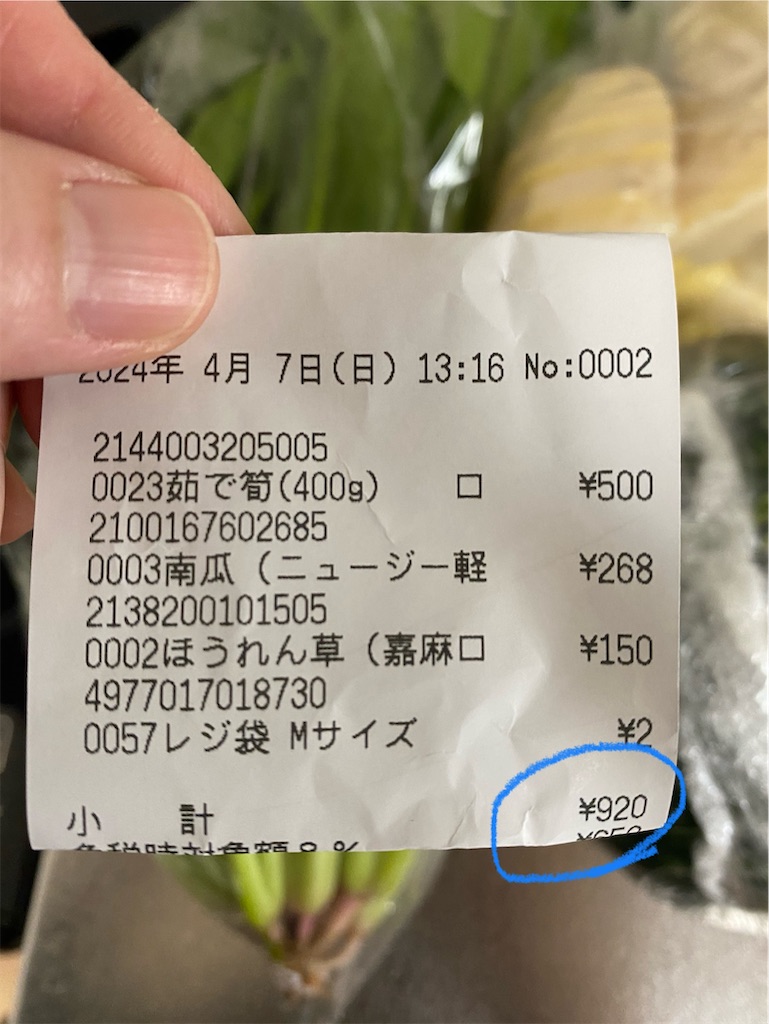 2024年 4月 7日(日) 13:16 No:0002
2144003205005
0023茹で筍(400g) 口 ¥500
2100167602685
0003南瓜 (ニュージー軽 ¥268
2138200101505
0002ほうれん草 (嘉麻口 ¥150
4977017018730
0057レジ袋 Mサイズ ¥2
小 計 ¥920